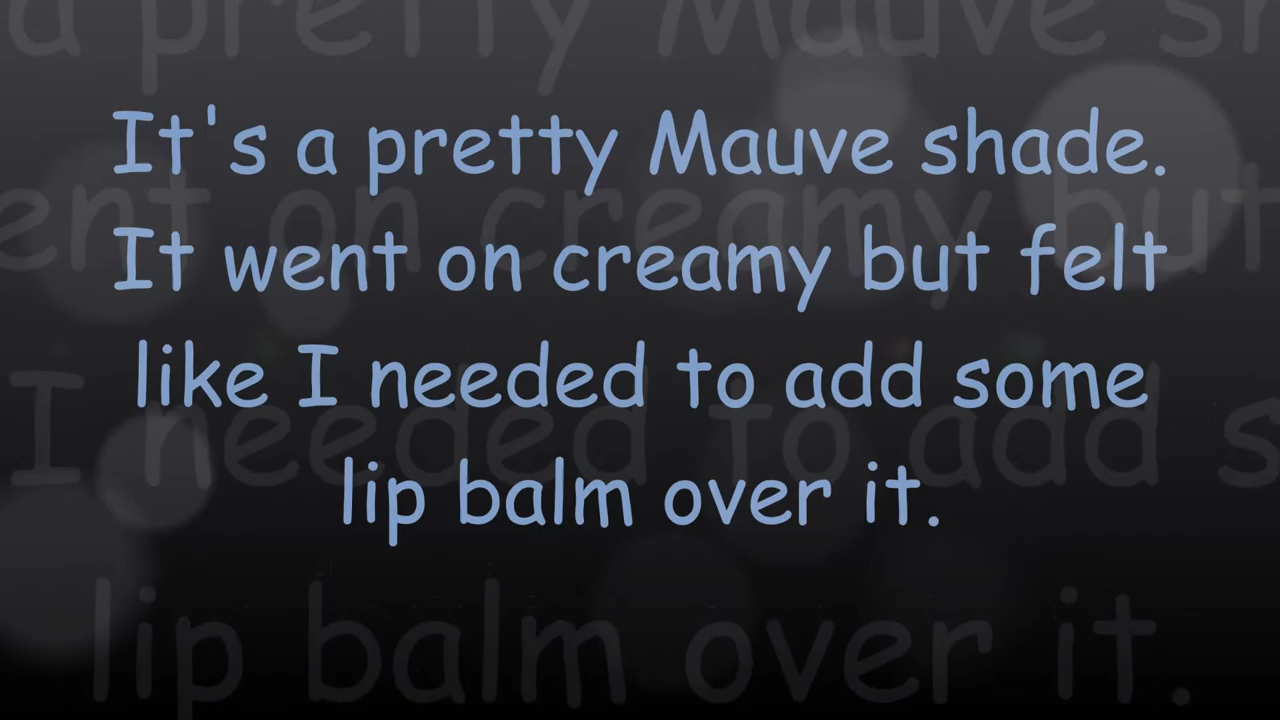 It's a pretty Mauve shade.
It went on creamy but felt
like I needed to add some
lip balm over it.